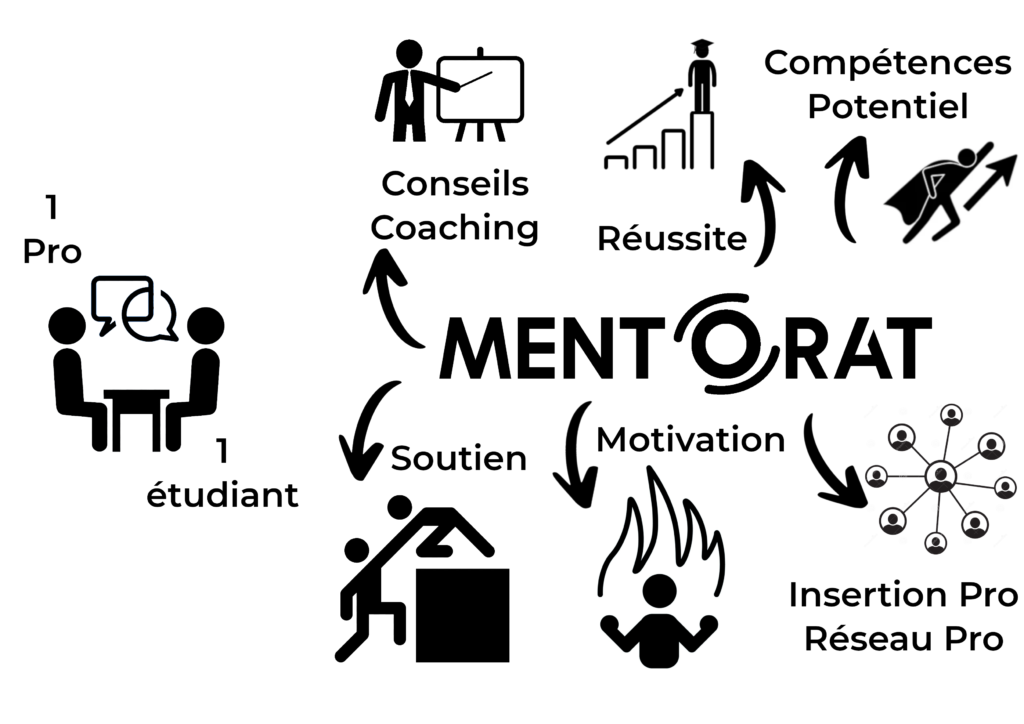 1
Pro
1
étudiant
Conseils
Coaching
Réussite
Compétences
Potentiel
MENTORAT
Soutien
Motivation
Insertion Pro
Réseau Pro